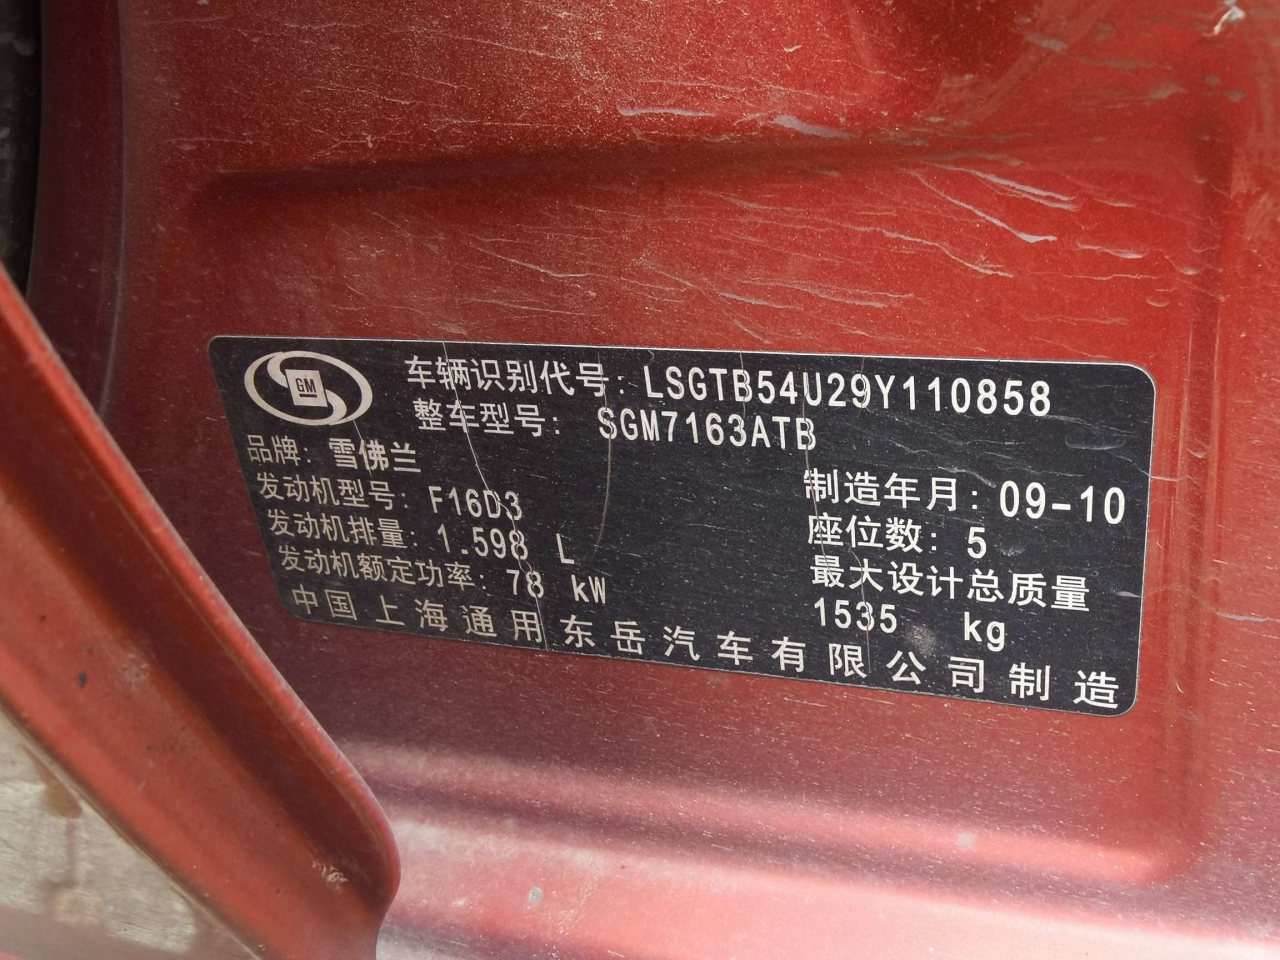 GM
车辆识别代号: LSGTB54U29Y110858
整车型号: SGM7163ATB
品牌: 雪佛兰
发动机型号: F16D3
制造年月: 09-10
发动机排量: 1.598 L
座位数: 5
发动机额定功率: 78 kW
最大设计总质量
1535 kg
中国上海通用东岳汽车有限公司制造